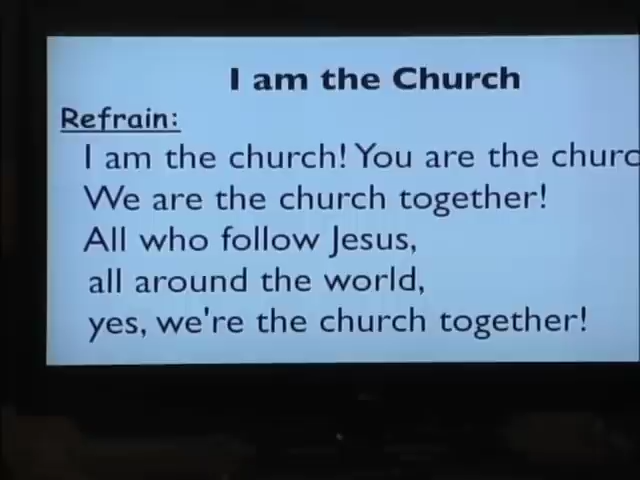 I am the Church
Refrain:
I am the church! You are the churc
We are the church together!
All who follow Jesus,
all around the world,
yes, we're the church together!